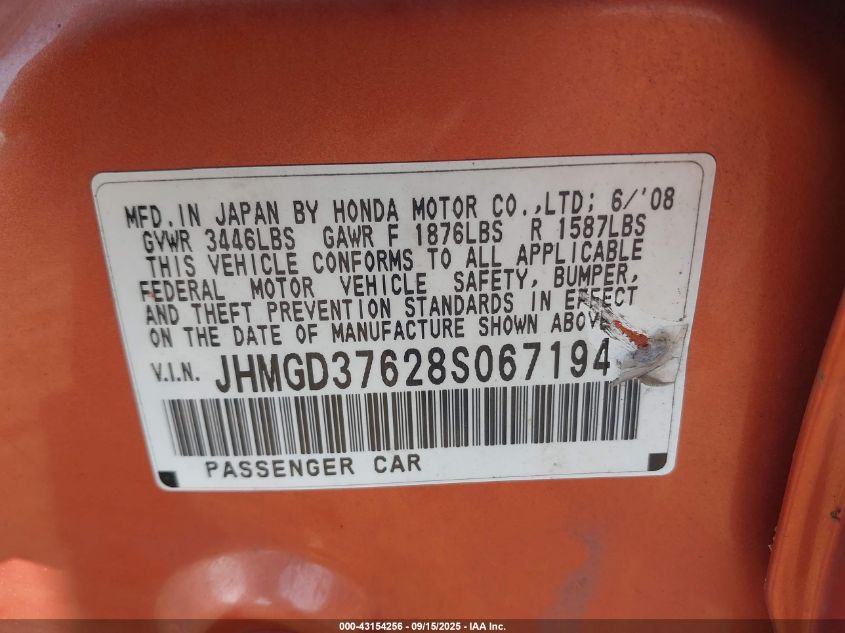 MFD. IN JAPAN BY HONDA MOTOR CO.,LTD; 6/'08
GVWR 3446LBS GAWR F 1876LBS R 1587LBS
THIS VEHICLE CONFORMS TO ALL APPLICABLE
FEDERAL MOTOR VEHICLE SAFETY, BUMPER,
AND THEFT PREVENTION STANDARDS IN EFFECT
ON THE DATE OF MANUFACTURE SHOWN ABOVE
V.I.N. JHMGD37628S067194
PASSENGER CAR
000-43154256 - 09/15/2025 - IAA Inc.